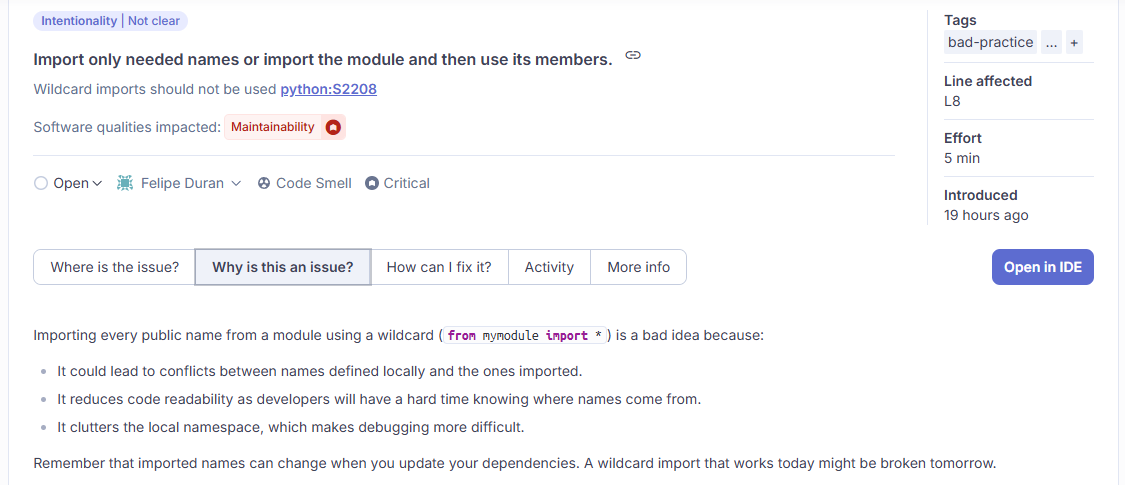 Intentionality | Not clear
Import only needed names or import the module and then use its members.
Wildcard imports should not be used python:S2208
Software qualities impacted: Maintainability
Open Felipe Duran Code Smell Critical
Tags
bad-practice ... +
Line affected
L8
Effort
5 min
Introduced
19 hours ago
Where is the issue? Why is this an issue? How can I fix it? Activity More info
Open in IDE
Importing every public name from a module using a wildcard (from mymodule import *) is a bad idea because:
• It could lead to conflicts between names defined locally and the ones imported.
• It reduces code readability as developers will have a hard time knowing where names come from.
• It clutters the local namespace, which makes debugging more difficult.
Remember that imported names can change when you update your dependencies. A wildcard import that works today might be broken tomorrow.